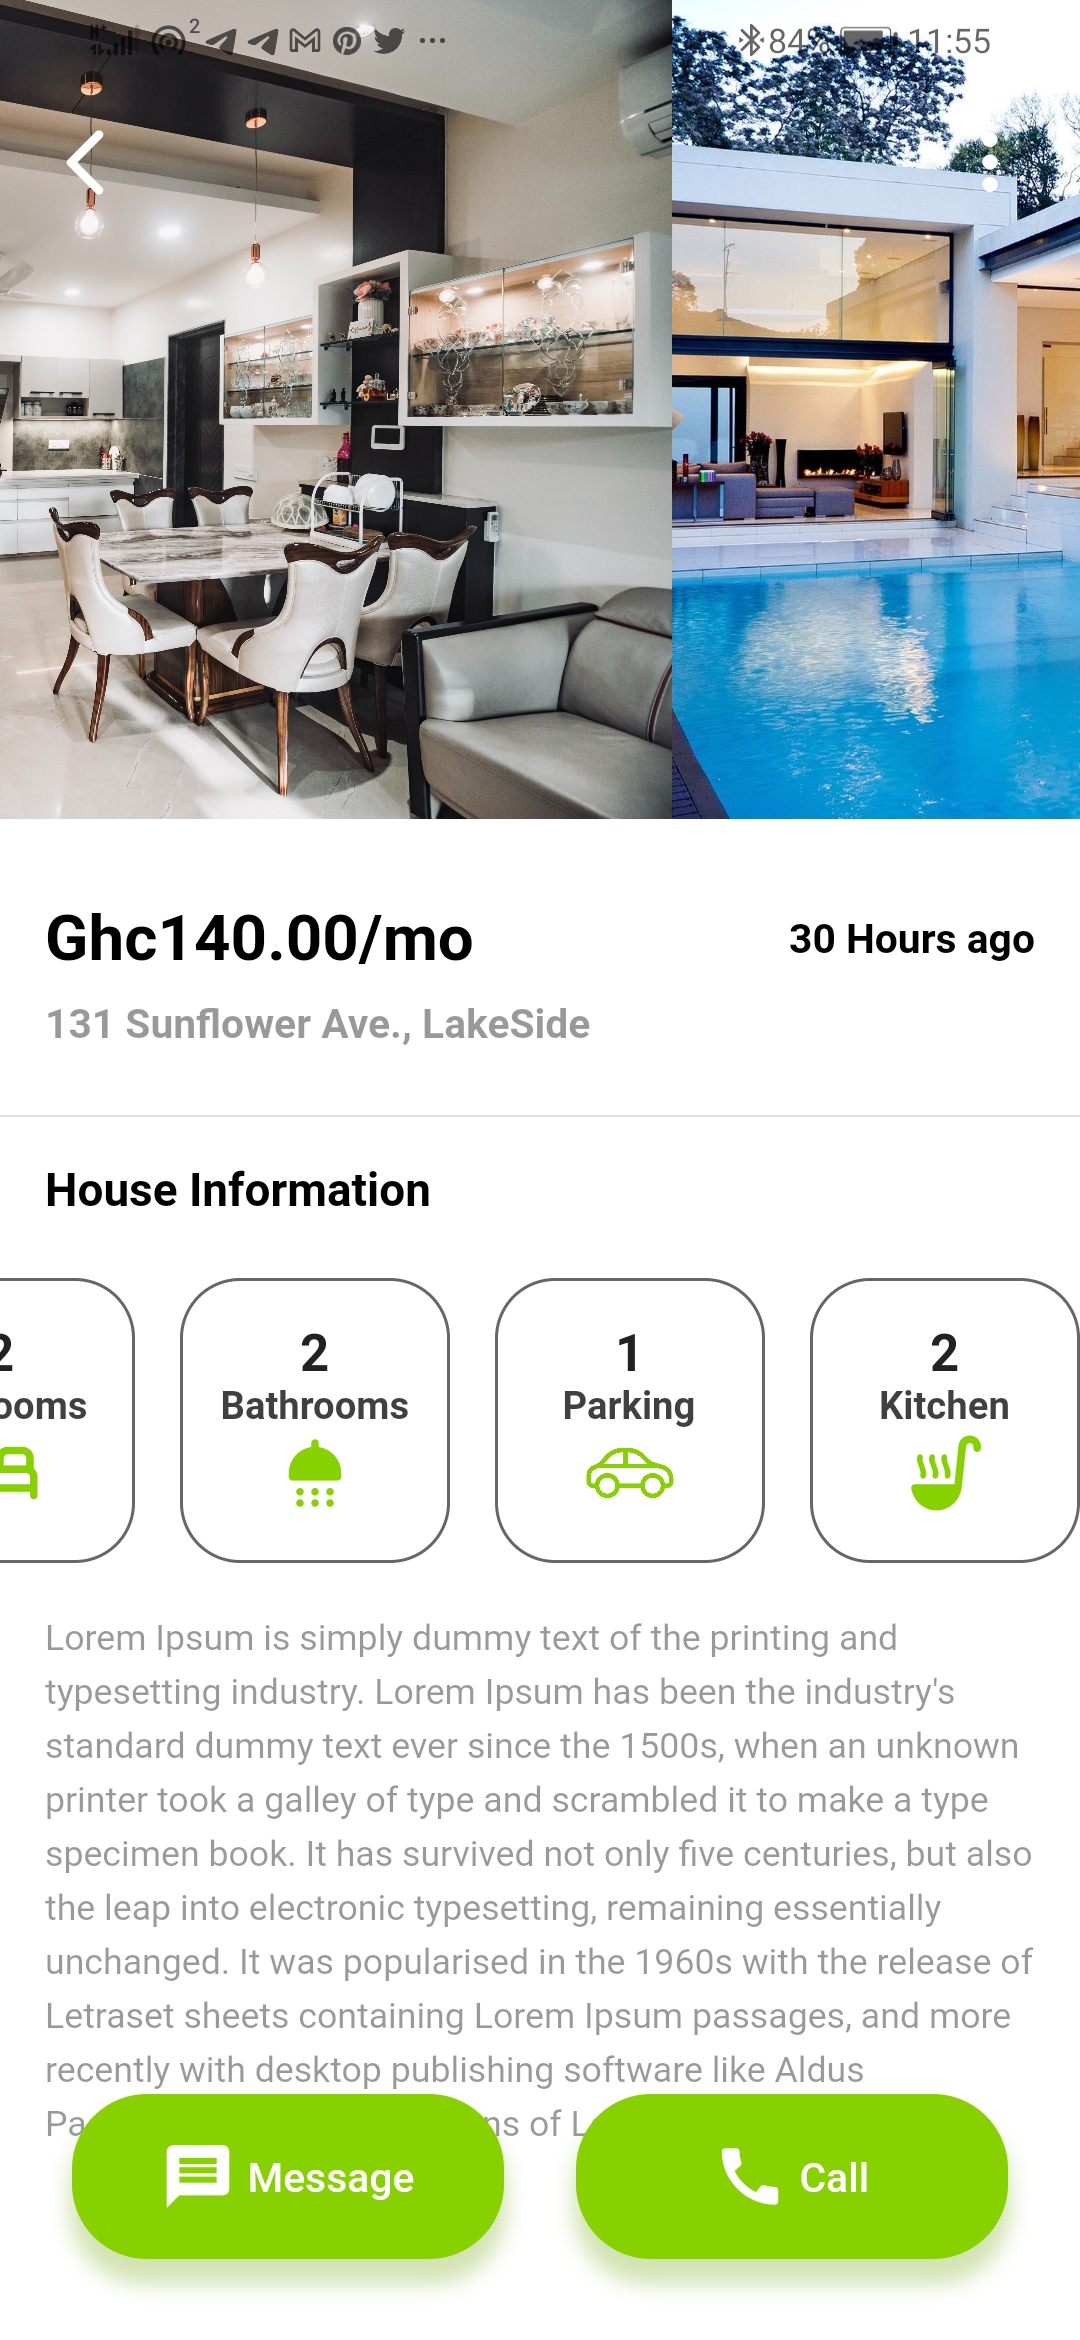 2
84%
11:55
Ghc140.00/mo
30 Hours ago
131 Sunflower Ave., LakeSide
House Information
2
2
1
2
ooms
Bathrooms
Parking
Kitchen
Lorem Ipsum is simply dummy text of the printing and
typesetting industry. Lorem Ipsum has been the industry's
standard dummy text ever since the 1500s, when an unknown
printer took a galley of type and scrambled it to make a type
specimen book. It has survived not only five centuries, but also
the leap into electronic typesetting, remaining essentially
unchanged. It was popularised in the 1960s with the release of
Letraset sheets containing Lorem Ipsum passages, and more
recently with desktop publishing software like Aldus
Pa ns of L
Message
Call